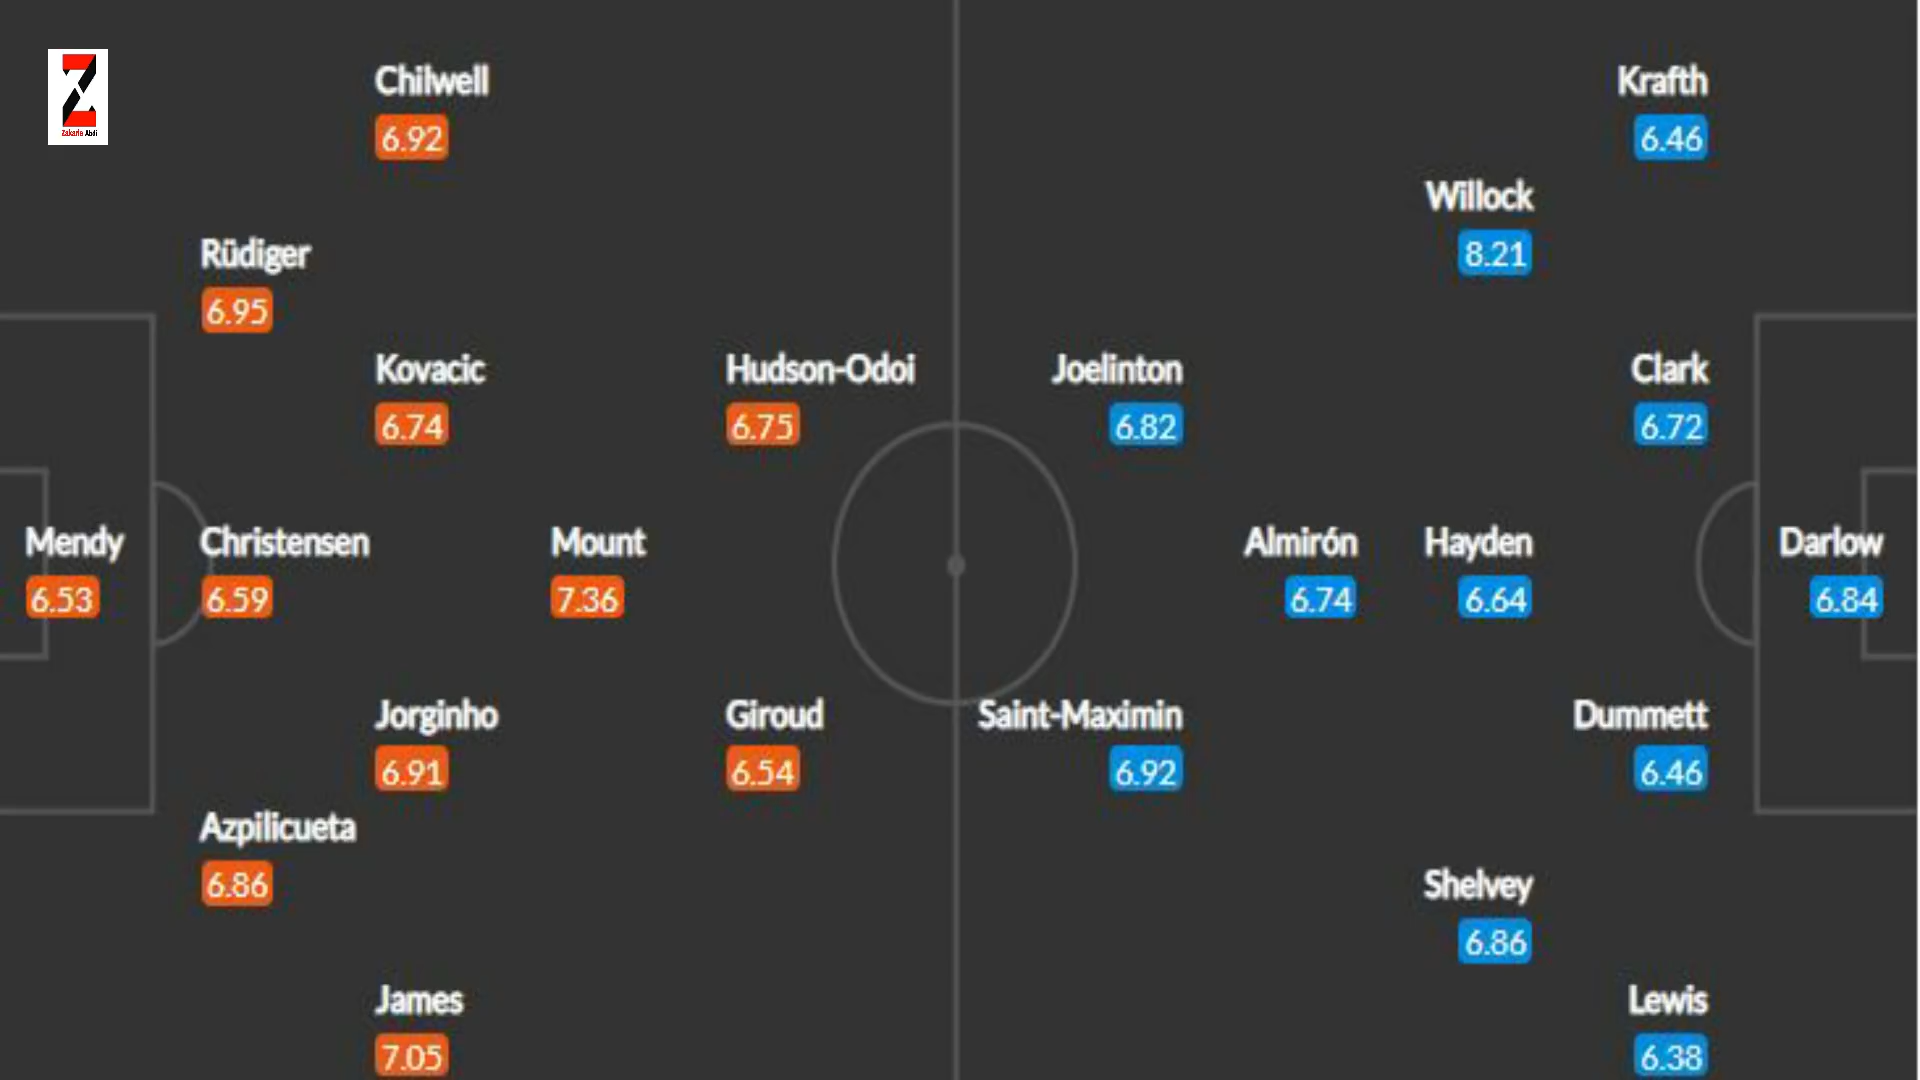 Zakarie Abdi
Chilwell
6.92
Krafth
6.46
Willock
8.21
Rüdiger
6.95
Kovacic
6.74
Hudson-Odoi
6.75
Joelinton
6.82
Clark
6.72
Mendy
6.53
Christensen
6.59
Mount
7.36
Almirón
6.74
Hayden
6.64
Darlow
6.84
Jorginho
6.91
Giroud
6.54
Saint-Maximin
6.92
Dummett
6.46
Azpilicueta
6.86
Shelvey
6.86
James
7.05
Lewis
6.38